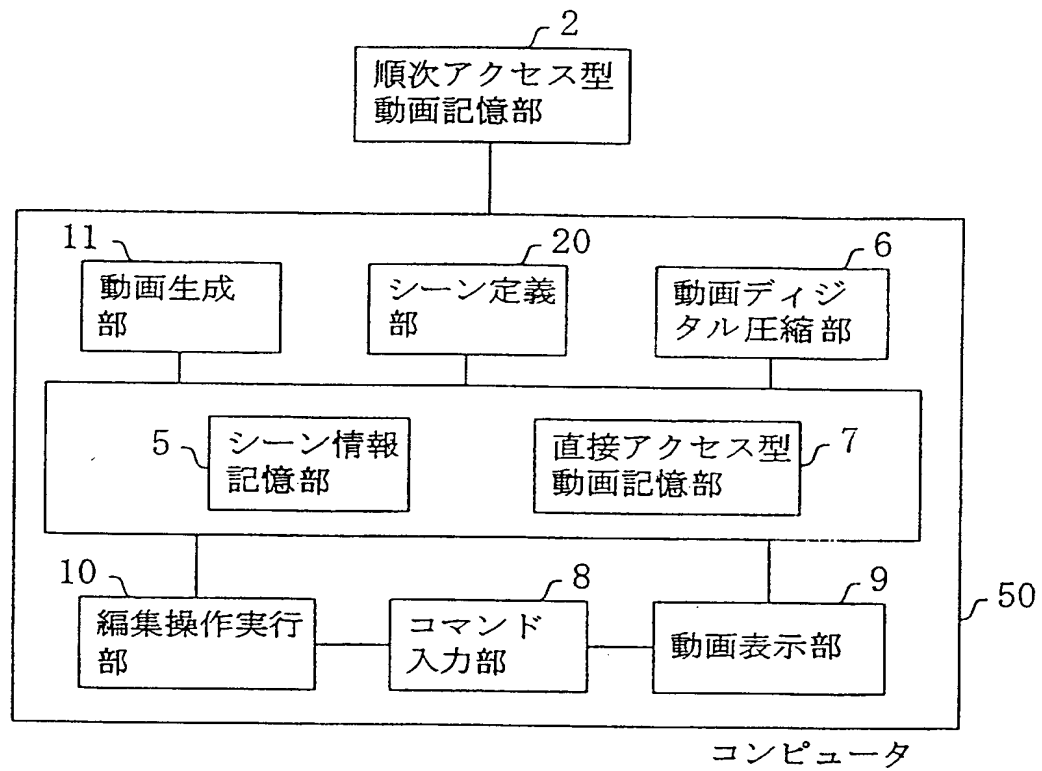 2
順次アクセス型
動画記憶部
11
動画生成
部
20
シーン定義
部
6
動画ディジ
タル圧縮部
5
シーン情報
記憶部
直接アクセス型
動画記憶部
7
10
編集操作実行
部
8
コマンド
入力部
9
動画表示部
50
コンピュータ